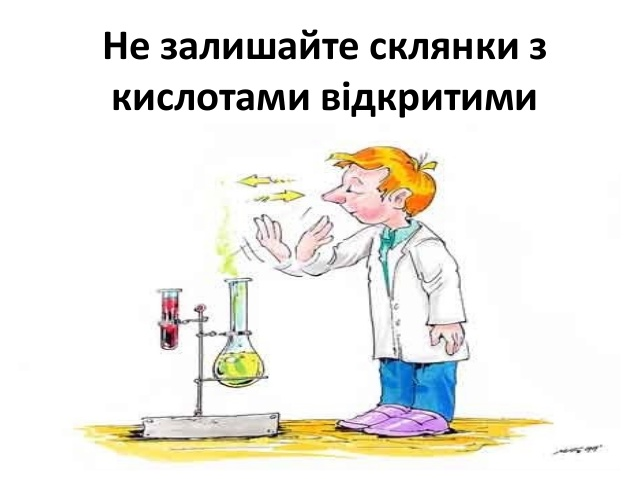 Не залишайте склянки з
кислотами відкритими